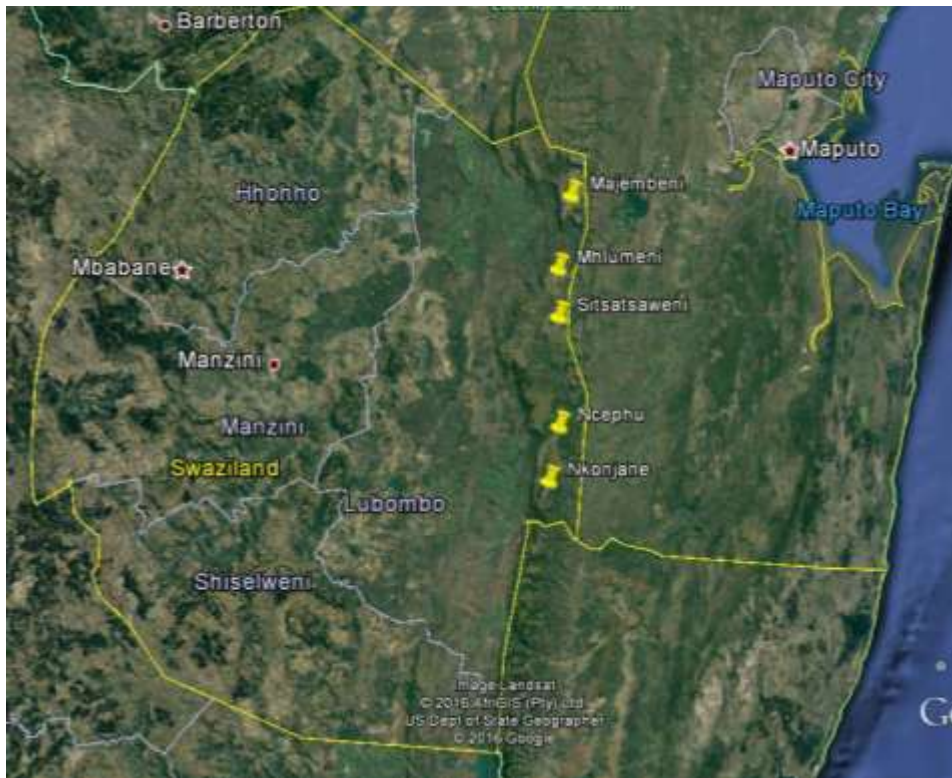 Barberton
Maputo City
Maputo
Majembeni
Hhohho
Maputo Bay
Mbabane
Mhlumeni
Sitsatsaweni
Manzini
Ncephu
Manzini
Swaziland
Nkonjane
Lubombo
Shiselweni
Image Landsat
© 2016 AfriGIS (Pty) Ltd.
US Dept of State Geographer
© 2016 Google